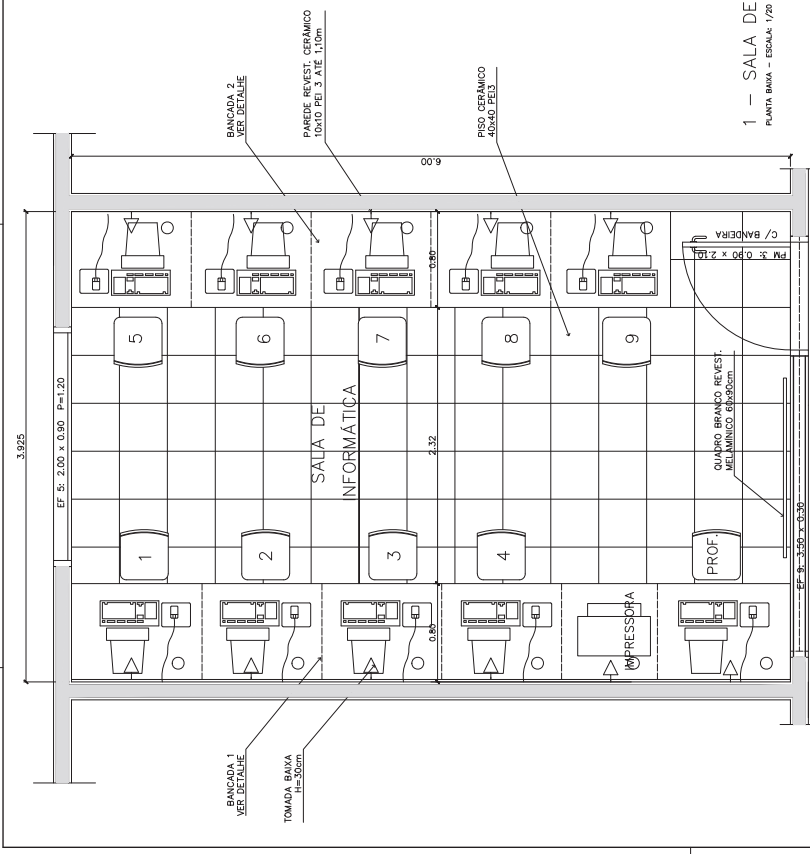 3.925
EF 5: 2.00 x 0.90 P=1.20
6.00
BANCADA 2
VER DETALHE
PAREDE REVEST. CERÂMICO
10x10 PEI 3 ATÉ 1,10m
PISO CERÂMICO
40x40 PEI3
1 - SALA DE
PLANTA BAIXA - ESCALA: 1/20
5
6
7
8
9
0.80
2.32
0.80
SALA DE
INFORMÁTICA
PM 3: 0.90 x 2.10
C/ BANDEIRA
QUADRO BRANCO REVEST.
MELAMÍNICO 60x90cm
1
2
3
4
PROF.
IMPRESSORA
EF 9: 3.50 x 0.30
BANCADA 1
VER DETALHE
TOMADA BAIXA
H=30cm